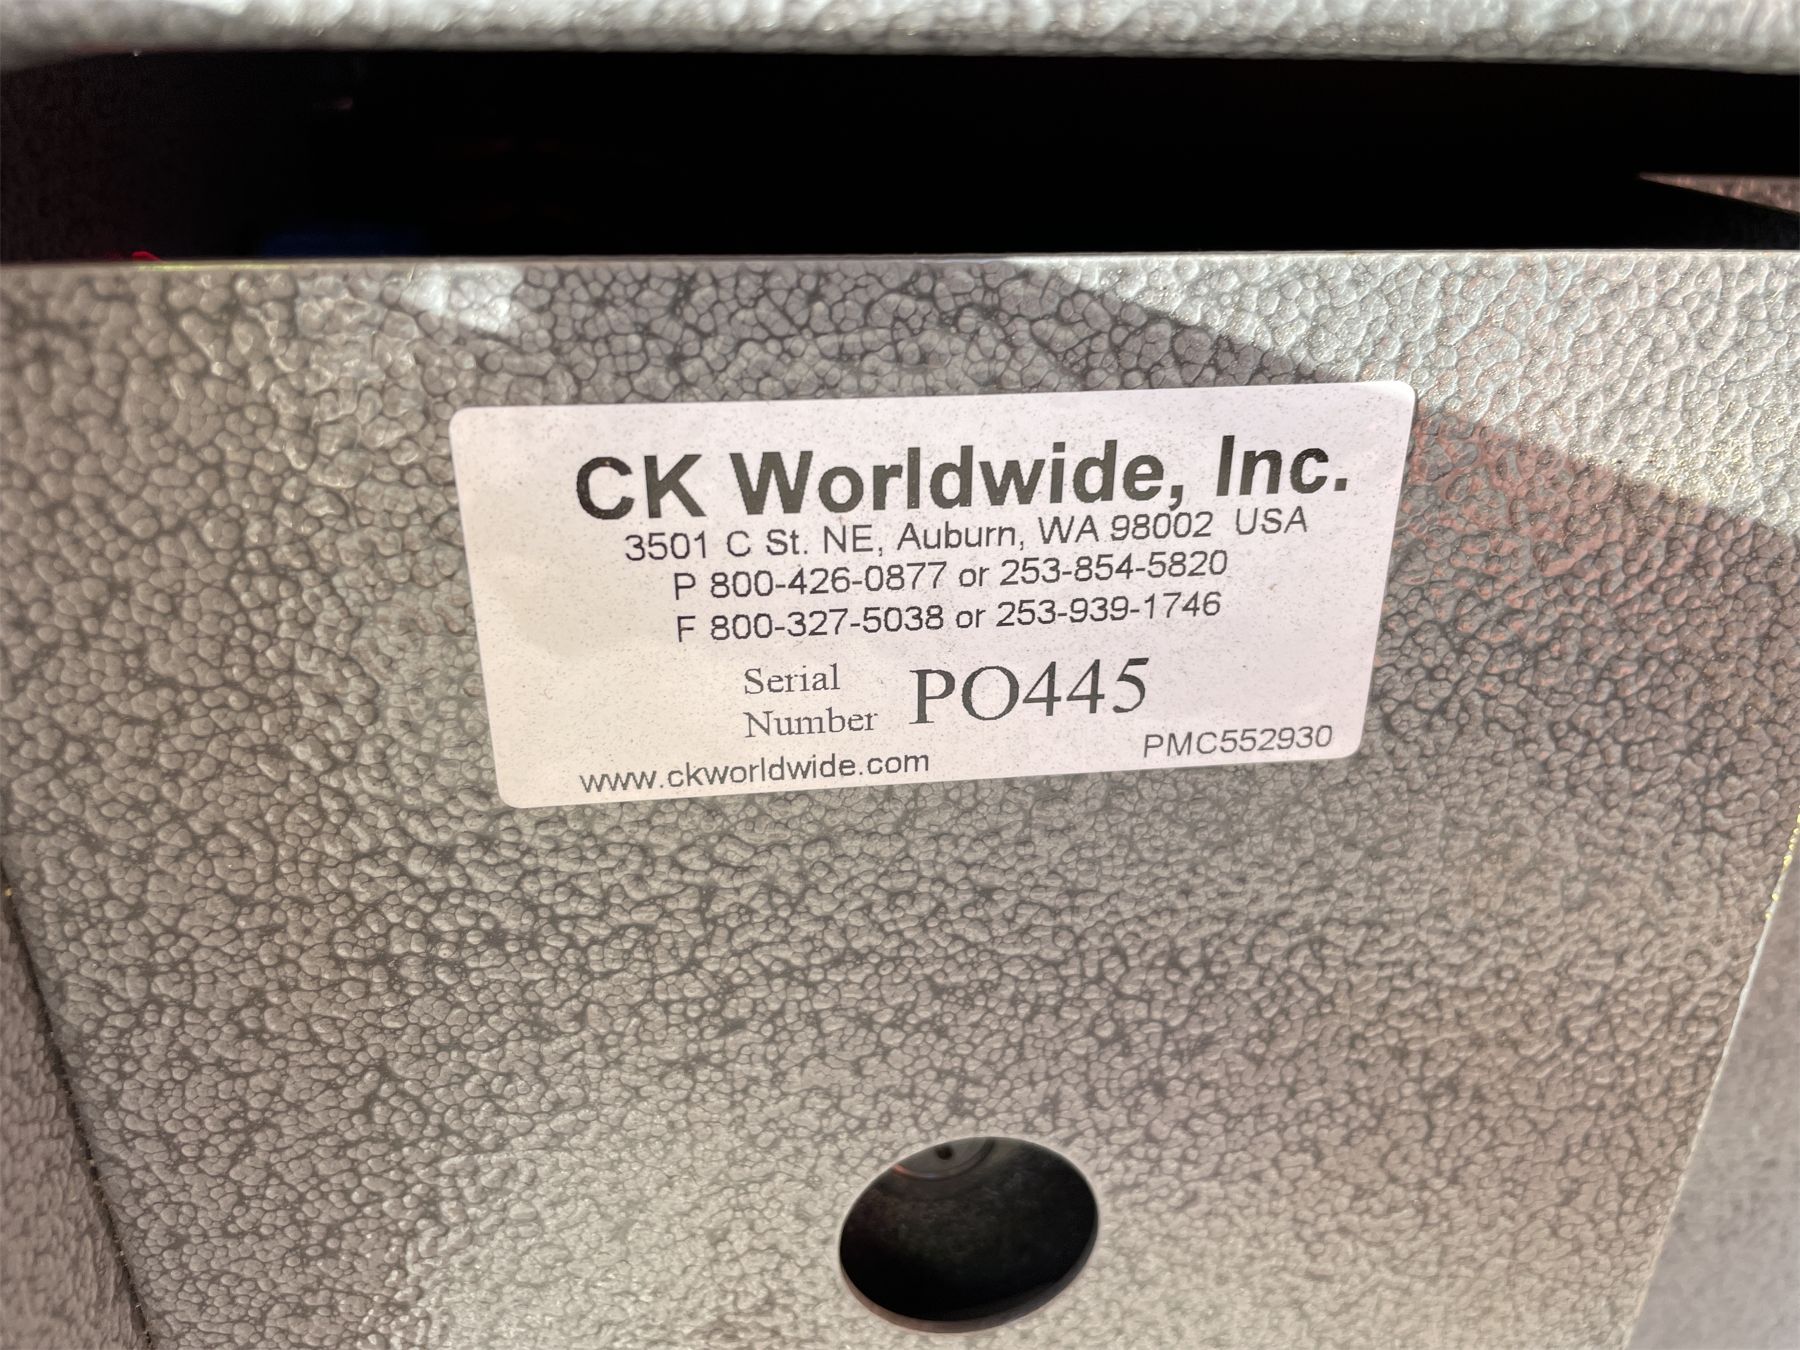 CK Worldwide, Inc.
3501 C St. NE, Auburn, WA 98002 USA
P 800-426-0877 or 253-854-5820
F 800-327-5038 or 253-939-1746
Serial
Number PO445
www.ckworldwide.com PMC552930